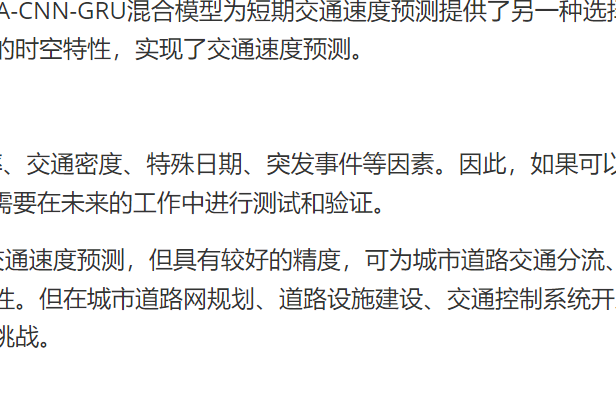 A-CNN-GRU混合模型为短期交通速度预测提供了另一种选择
的时空特性，实现了交通速度预测。
、交通密度、特殊日期、突发事件等因素。因此，如果可以
需要在未来的工作中进行测试和验证。
交通速度预测，但具有较好的精度，可为城市道路交通分流、
性。但在城市道路网规划、道路设施建设、交通控制系统开
挑战。